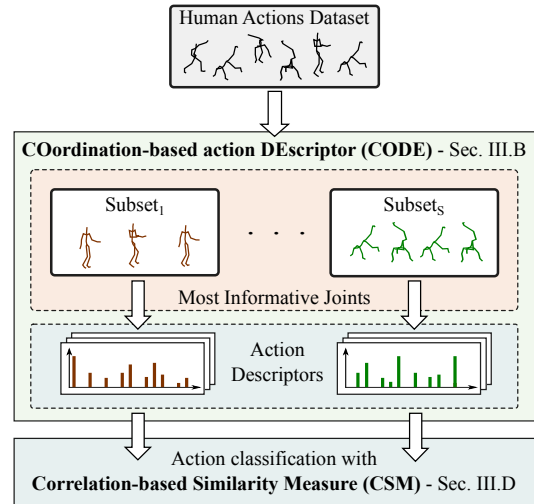 Human Actions Dataset
COordination-based action DEscriptor (CODE) - Sec. III.B
Subset1
SubsetS
. . . . .
Most Informative Joints
Action
Descriptors
Action classification with
Correlation-based Similarity Measure (CSM) - Sec. III.D